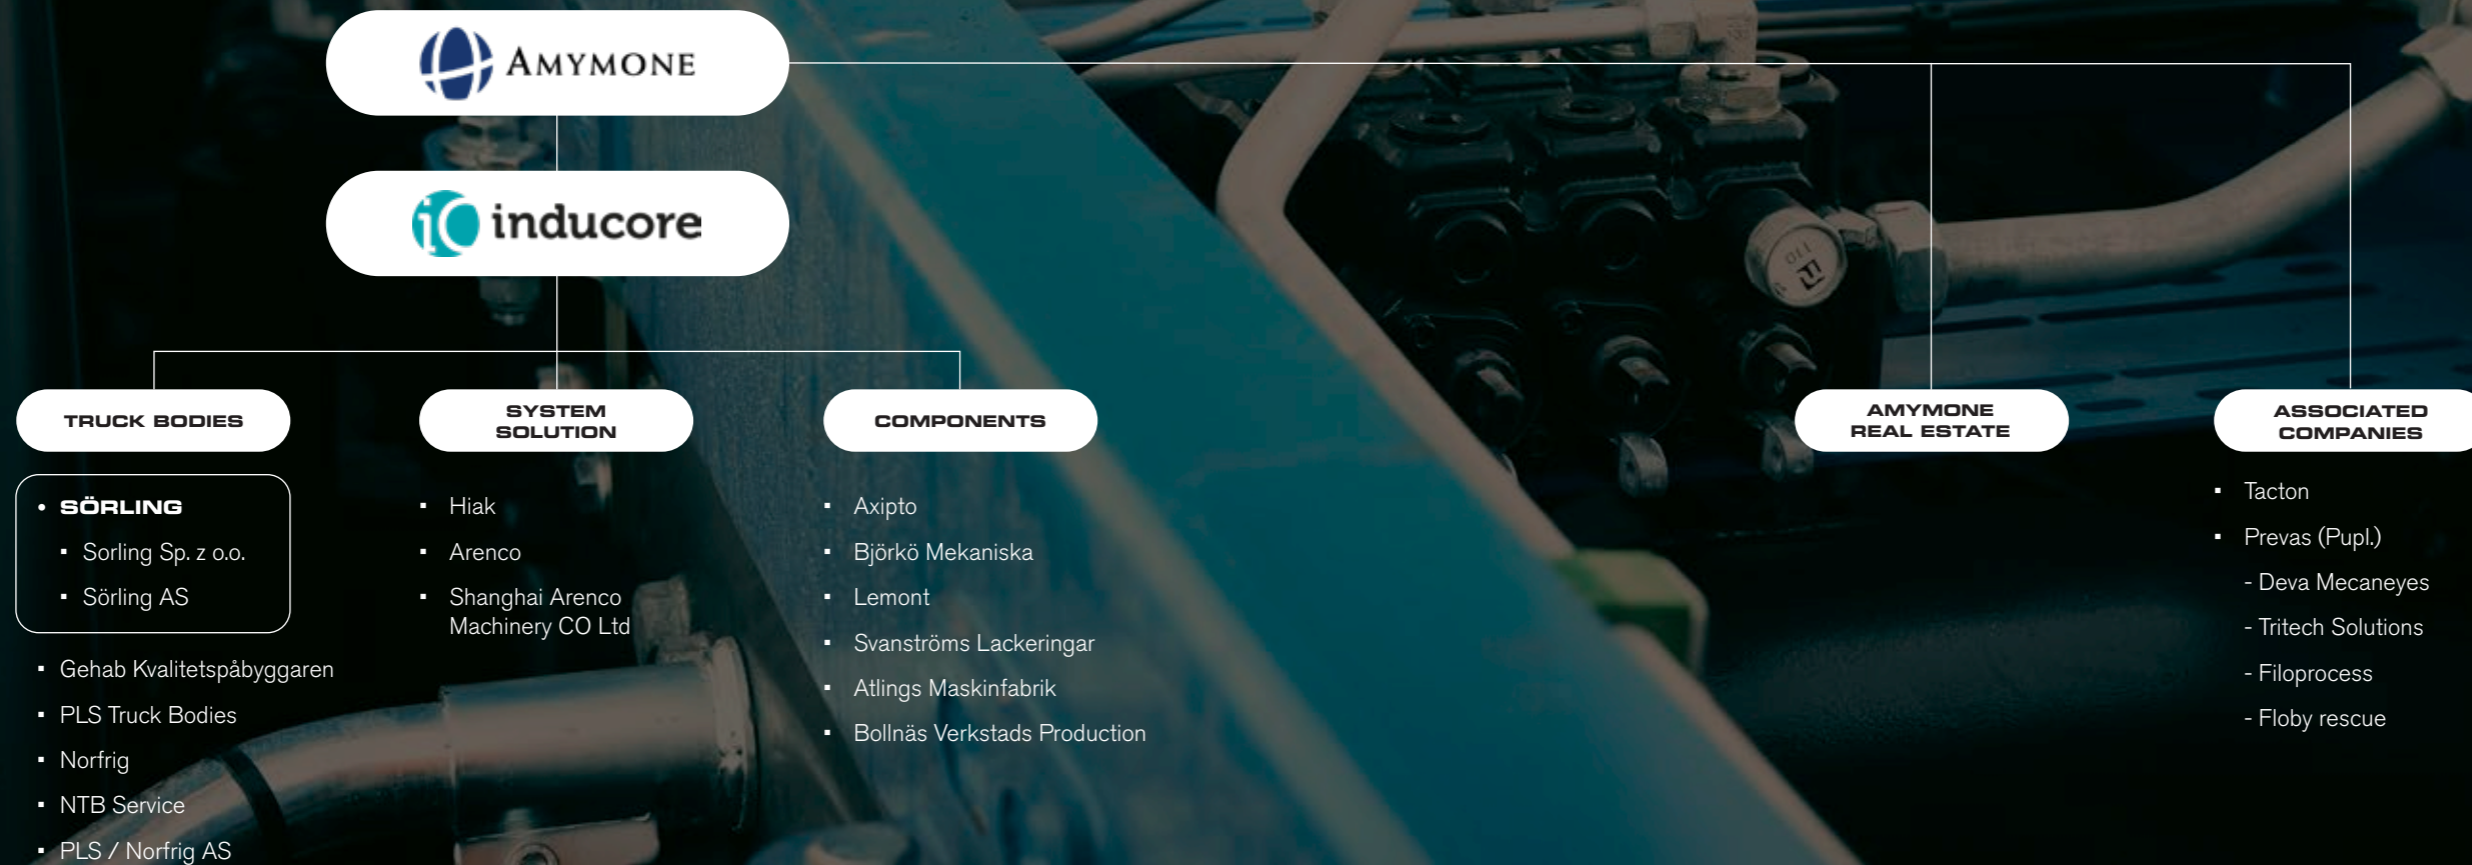 AMYMONE
iC inducore
TRUCK BODIES
• SÖRLING
▪ Sorling Sp. z o.o.
▪ Sörling AS
▪ Gehab Kvalitetspåbyggaren
▪ PLS Truck Bodies
▪ Norfrig
▪ NTB Service
▪ PLS / Norfrig AS
SYSTEM
SOLUTION
▪ Hiak
▪ Arenco
▪ Shanghai Arenco
Machinery CO Ltd
COMPONENTS
▪ Axipto
▪ Björkö Mekaniska
▪ Lemont
▪ Svanströms Lackeringar
▪ Atlings Maskinfabrik
▪ Bollnäs Verkstads Production
AMYMONE
REAL ESTATE
ASSOCIATED
COMPANIES
▪ Tacton
▪ Prevas (Pupl.)
- Deva Mecaneyes
- Tritech Solutions
- Filoprocess
- Floby rescue